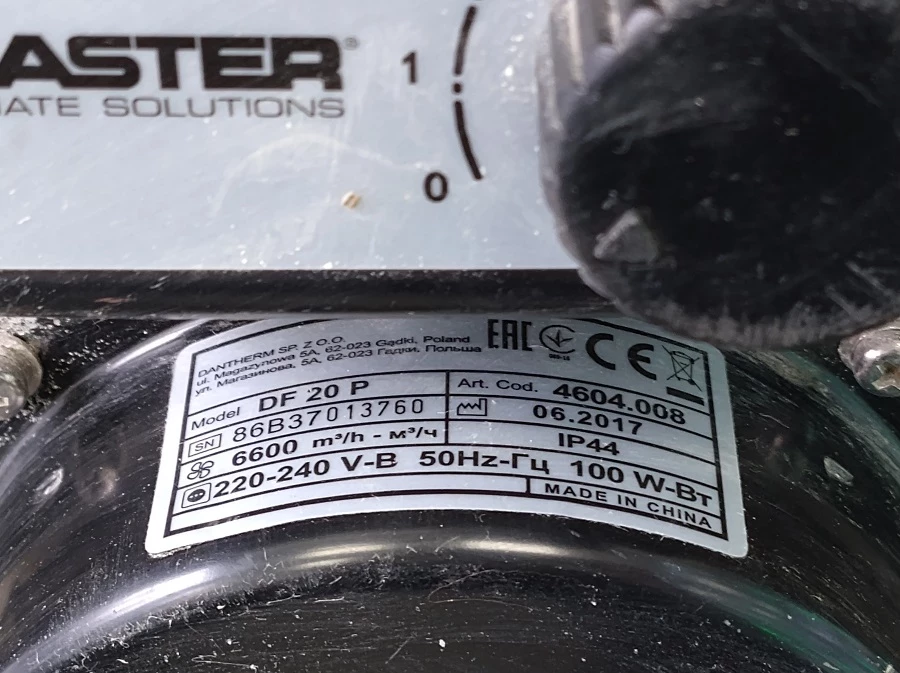 ASTER®
MATE SOLUTIONS
1
0
DANTHERM SP. Z O.O.
ul. Magazynowa 5A, 62-023 Gądki, Poland
ул. Магазинова, 5А, 62-023 Гадки, Польша
EAC CE
Model DF 20 P
Art. Cod. 4604.008
SN 86B37013760
06.2017
6600 m³/h - м³/ч
IP44
220-240 V-B 50Hz-Гц 100 W-Вт
MADE IN CHINA